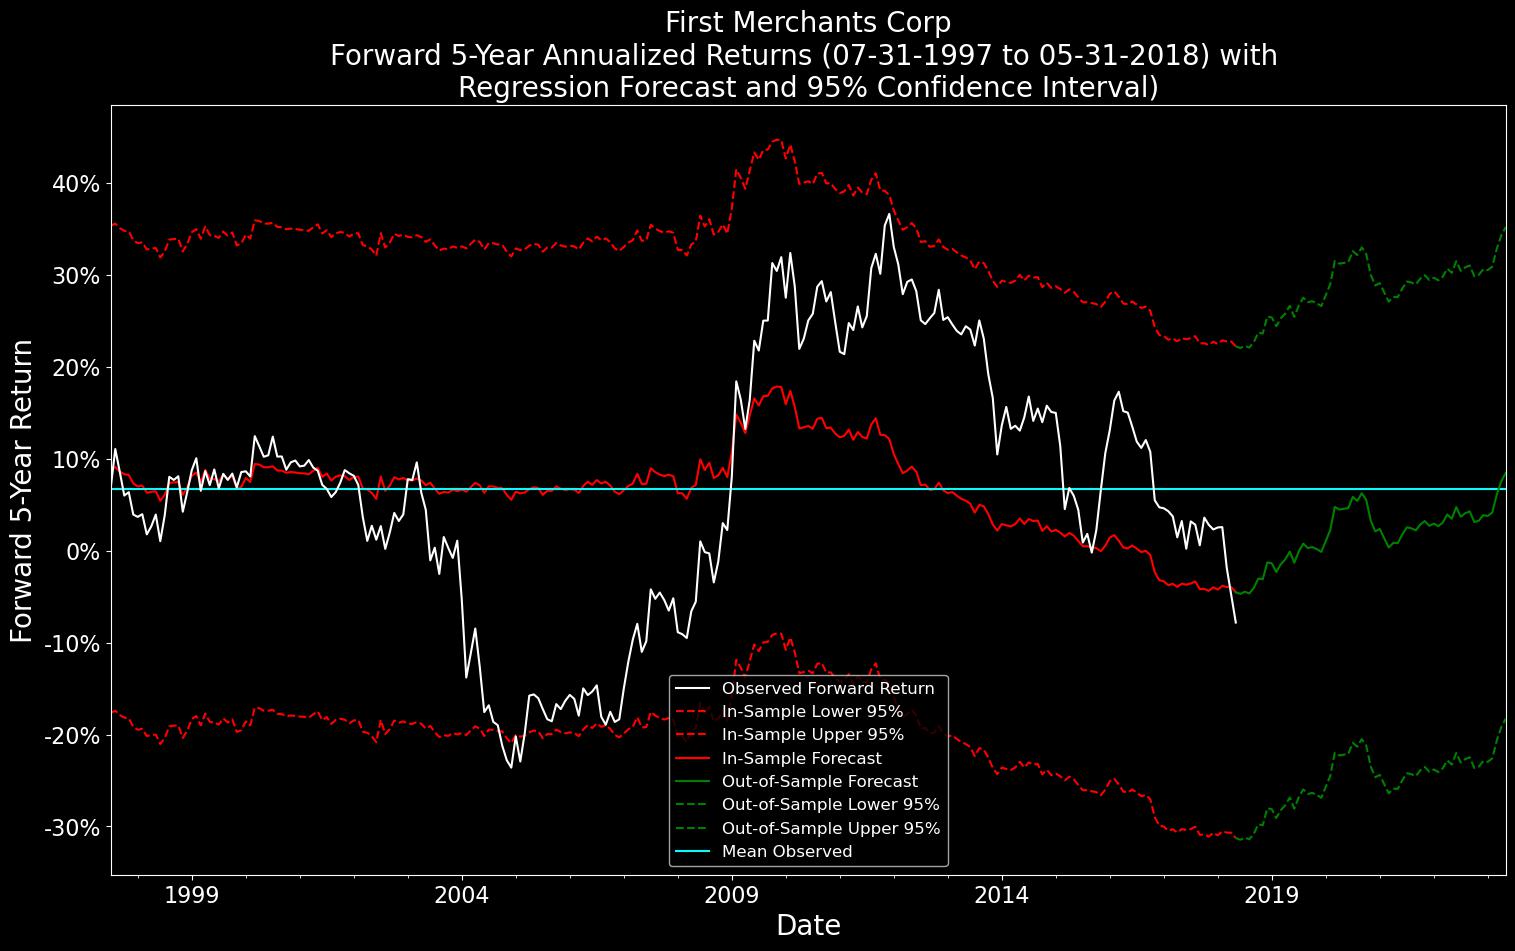 First Merchants Corp
Forward 5-Year Annualized Returns (07-31-1997 to 05-31-2018) with
Regression Forecast and 95% Confidence Interval)
Forward 5-Year Return
40%
30%
20%
10%
0%
-10%
-20%
-30%
Observed Forward Return
In-Sample Lower 95%
In-Sample Upper 95%
In-Sample Forecast
Out-of-Sample Forecast
Out-of-Sample Lower 95%
Out-of-Sample Upper 95%
Mean Observed
1999
2004
2009
2014
2019
Date